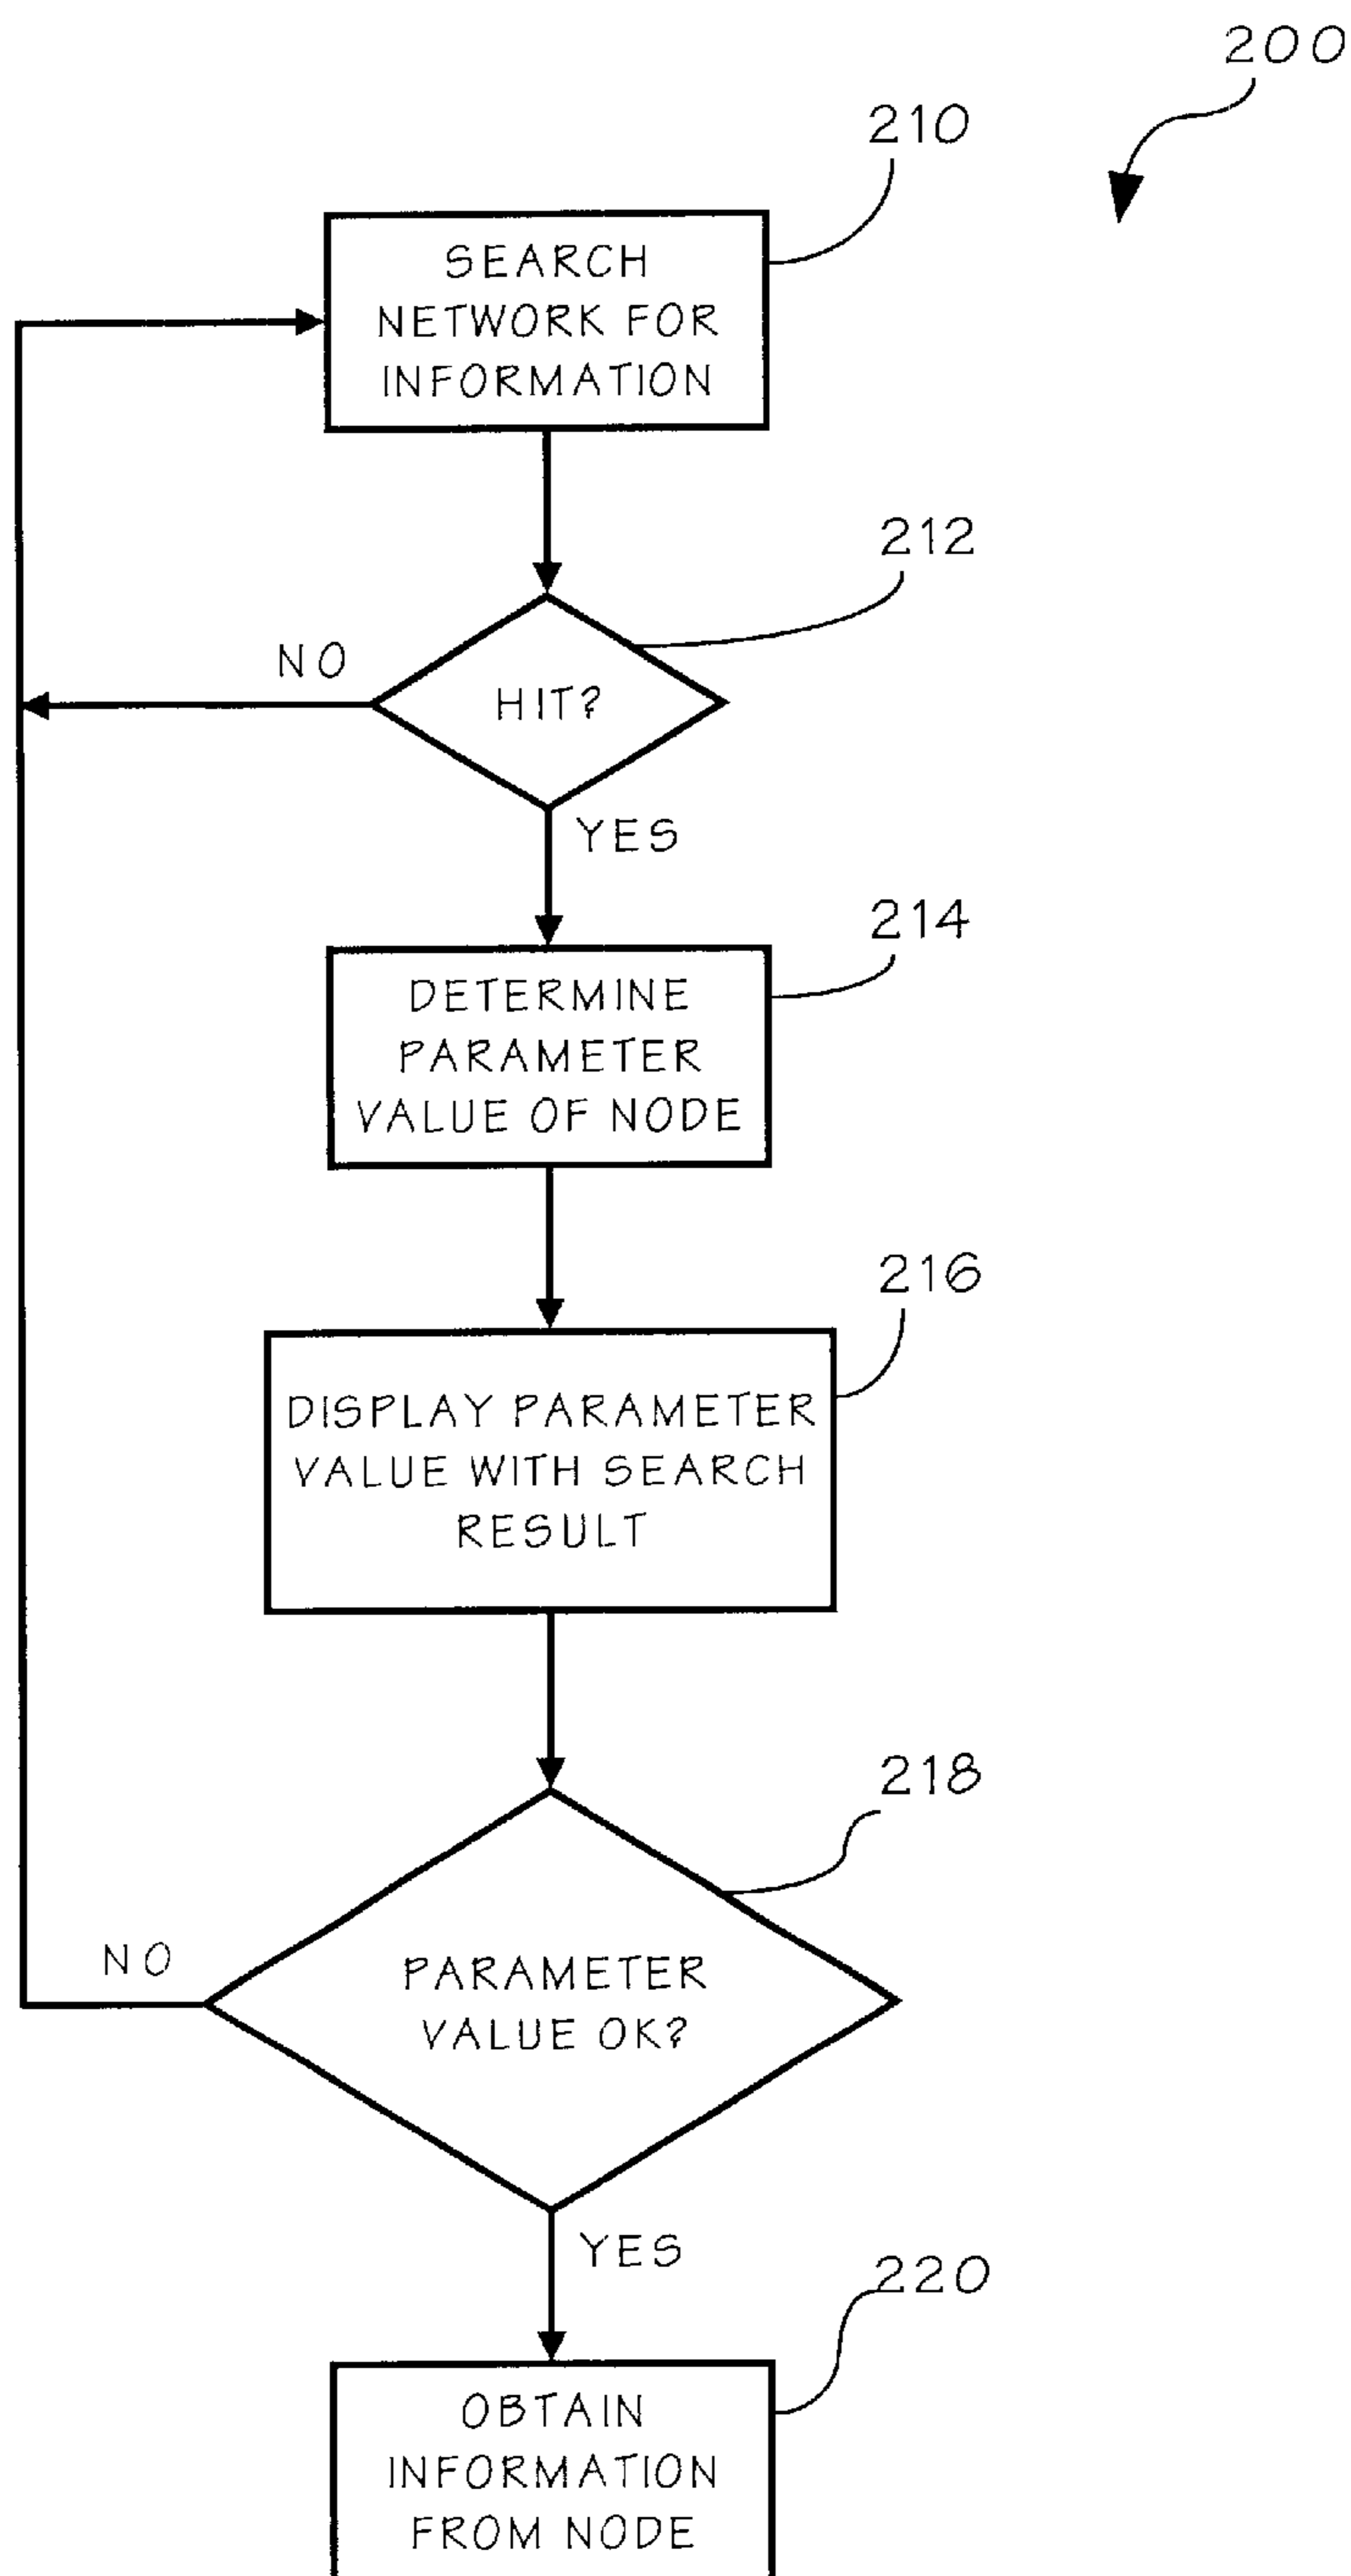 200
210
SEARCH
NETWORK FOR
INFORMATION
212
NO
HIT?
YES
214
DETERMINE
PARAMETER
VALUE OF NODE
216
DISPLAY PARAMETER
VALUE WITH SEARCH
RESULT
218
NO
PARAMETER
VALUE OK?
YES
220
OBTAIN
INFORMATION
FROM NODE